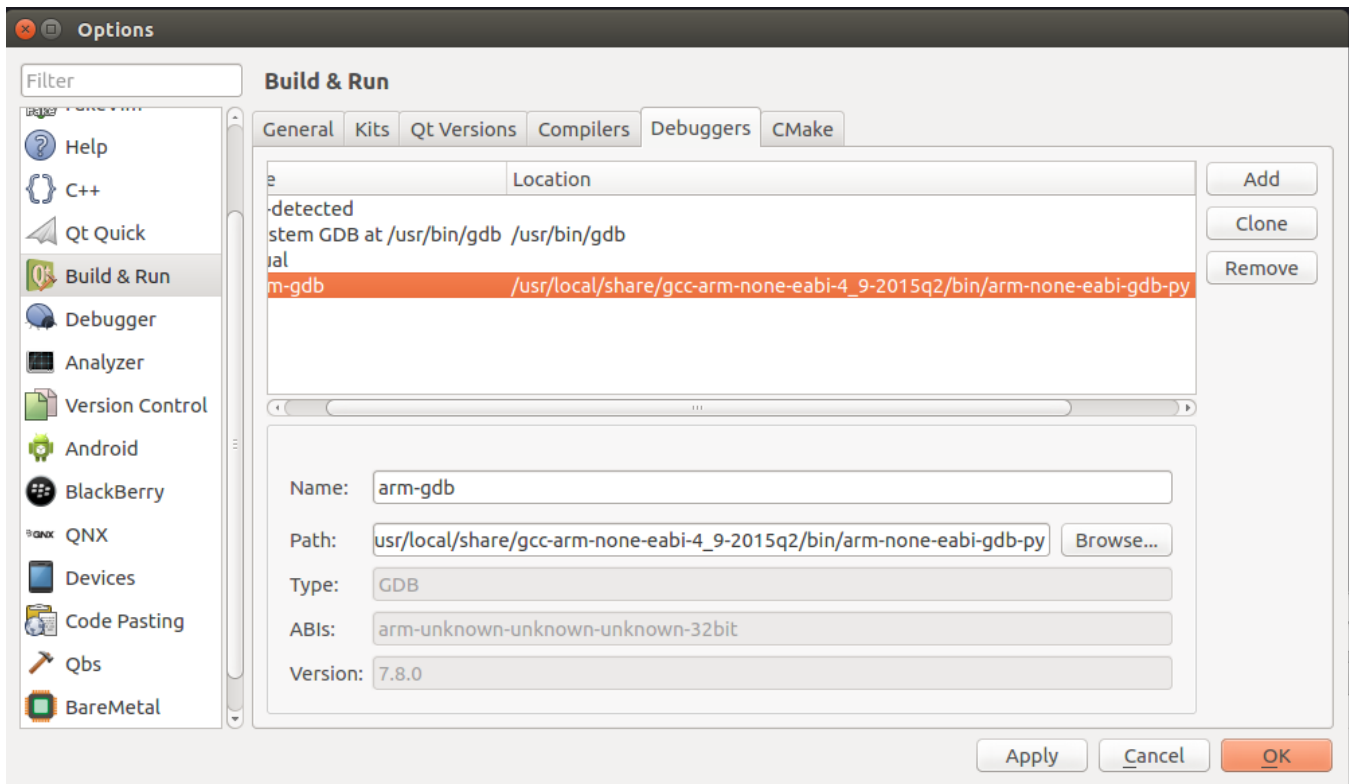 Options
Filter
Build & Run
Help
C++
Qt Quick
Build & Run
Debugger
Analyzer
Version Control
Android
BlackBerry
QNX
Devices
Code Pasting
Qbs
BareMetal
General Kits Qt Versions Compilers Debuggers CMake
e Location
-detected
stem GDB at /usr/bin/gdb /usr/bin/gdb
ual
m-gdb /usr/local/share/gcc-arm-none-eabi-4_9-2015q2/bin/arm-none-eabi-gdb-py
Add
Clone
Remove
Name: arm-gdb
Path: usr/local/share/gcc-arm-none-eabi-4_9-2015q2/bin/arm-none-eabi-gdb-py Browse...
Type: GDB
ABIs: arm-unknown-unknown-unknown-32bit
Version: 7.8.0
Apply Cancel OK